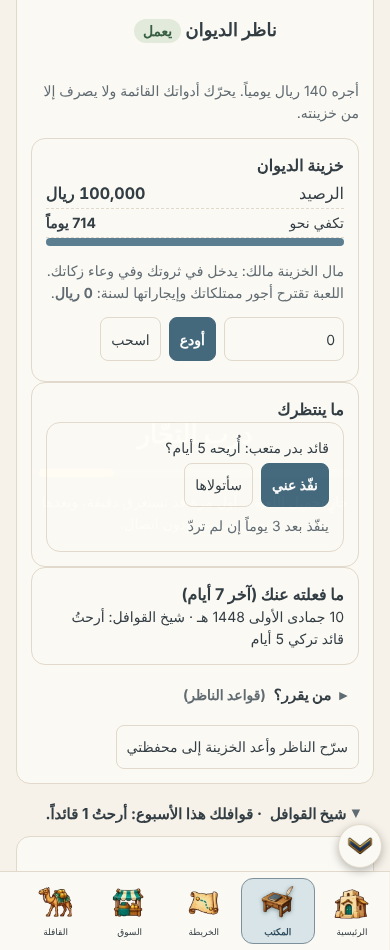 ناظر الديوان يعمل
أجره 140 ريال يومياً. يحرّك أدواتك القائمة ولا يصرف إلا
من خزينته.
خزينة الديوان
الرصيد 100,000 ريال
تكفي نحو 714 يوماً
مال الخزينة مالك: يدخل في ثروتك وفي وعاء زكاتك.
اللعبة تقترح أجور ممتلكاتك وإيجاراتها لسنة: 0 ريال.
0 أودع اسحب
ما ينتظرك
قائد بدر متعب: أُريحه 5 أيام؟
نفّذ عني سأتولاها
ينفّذ بعد 3 يوماً إن لم تردّ
ما فعلته عنك (آخر 7 أيام)
10 جمادى الأولى 1448 هـ · شيخ القوافل: أرحتُ
قائد تركي 5 أيام
◀ من يقرر؟ (قواعد الناظر)
سرّح الناظر وأعد الخزينة إلى محفظتي
▼ شيخ القوافل · قوافلك هذا الأسبوع: أرحتُ 1 قائداً.
الرئيسية المكتب الخريطة السوق القافلة